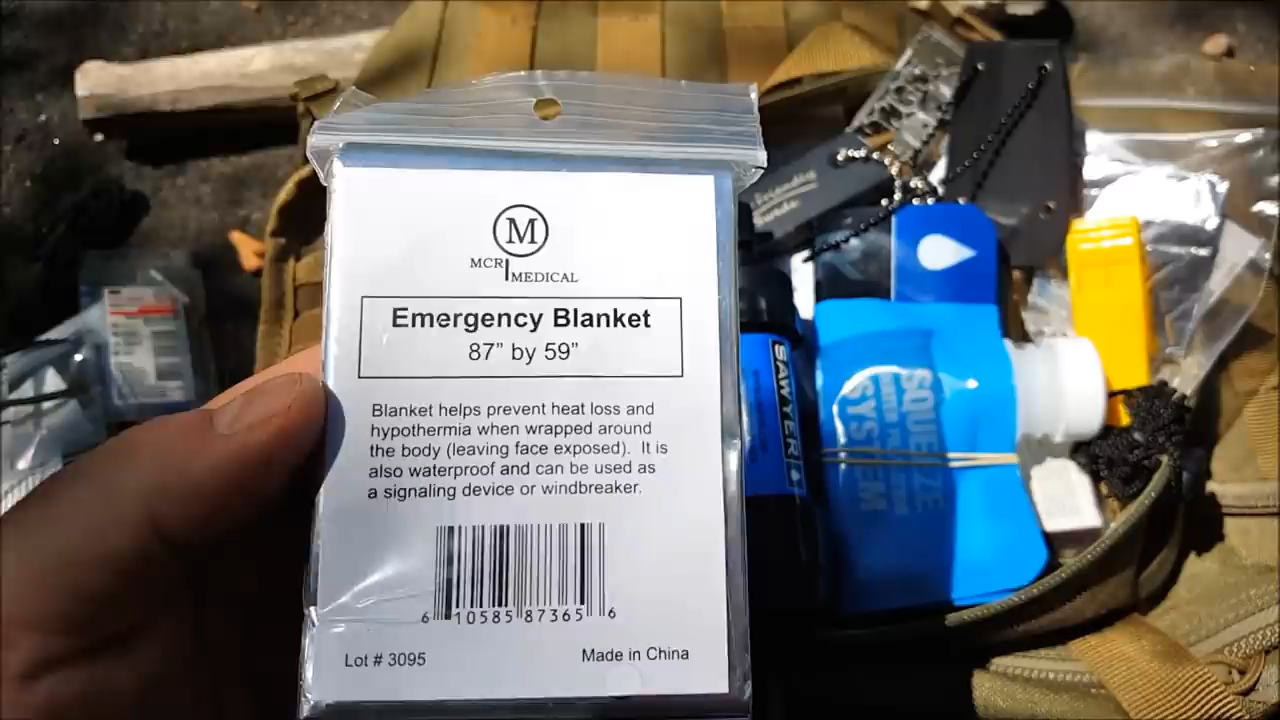 M
MCR MEDICAL
Emergency Blanket
87” by 59”
Blanket helps prevent heat loss and
hypothermia when wrapped around
the body (leaving face exposed). It is
also waterproof and can be used as
a signaling device or windbreaker.
6 10585 87365 6
Lot # 3095
Made in China
SAWYER
SQUEEZE
SYSTEM